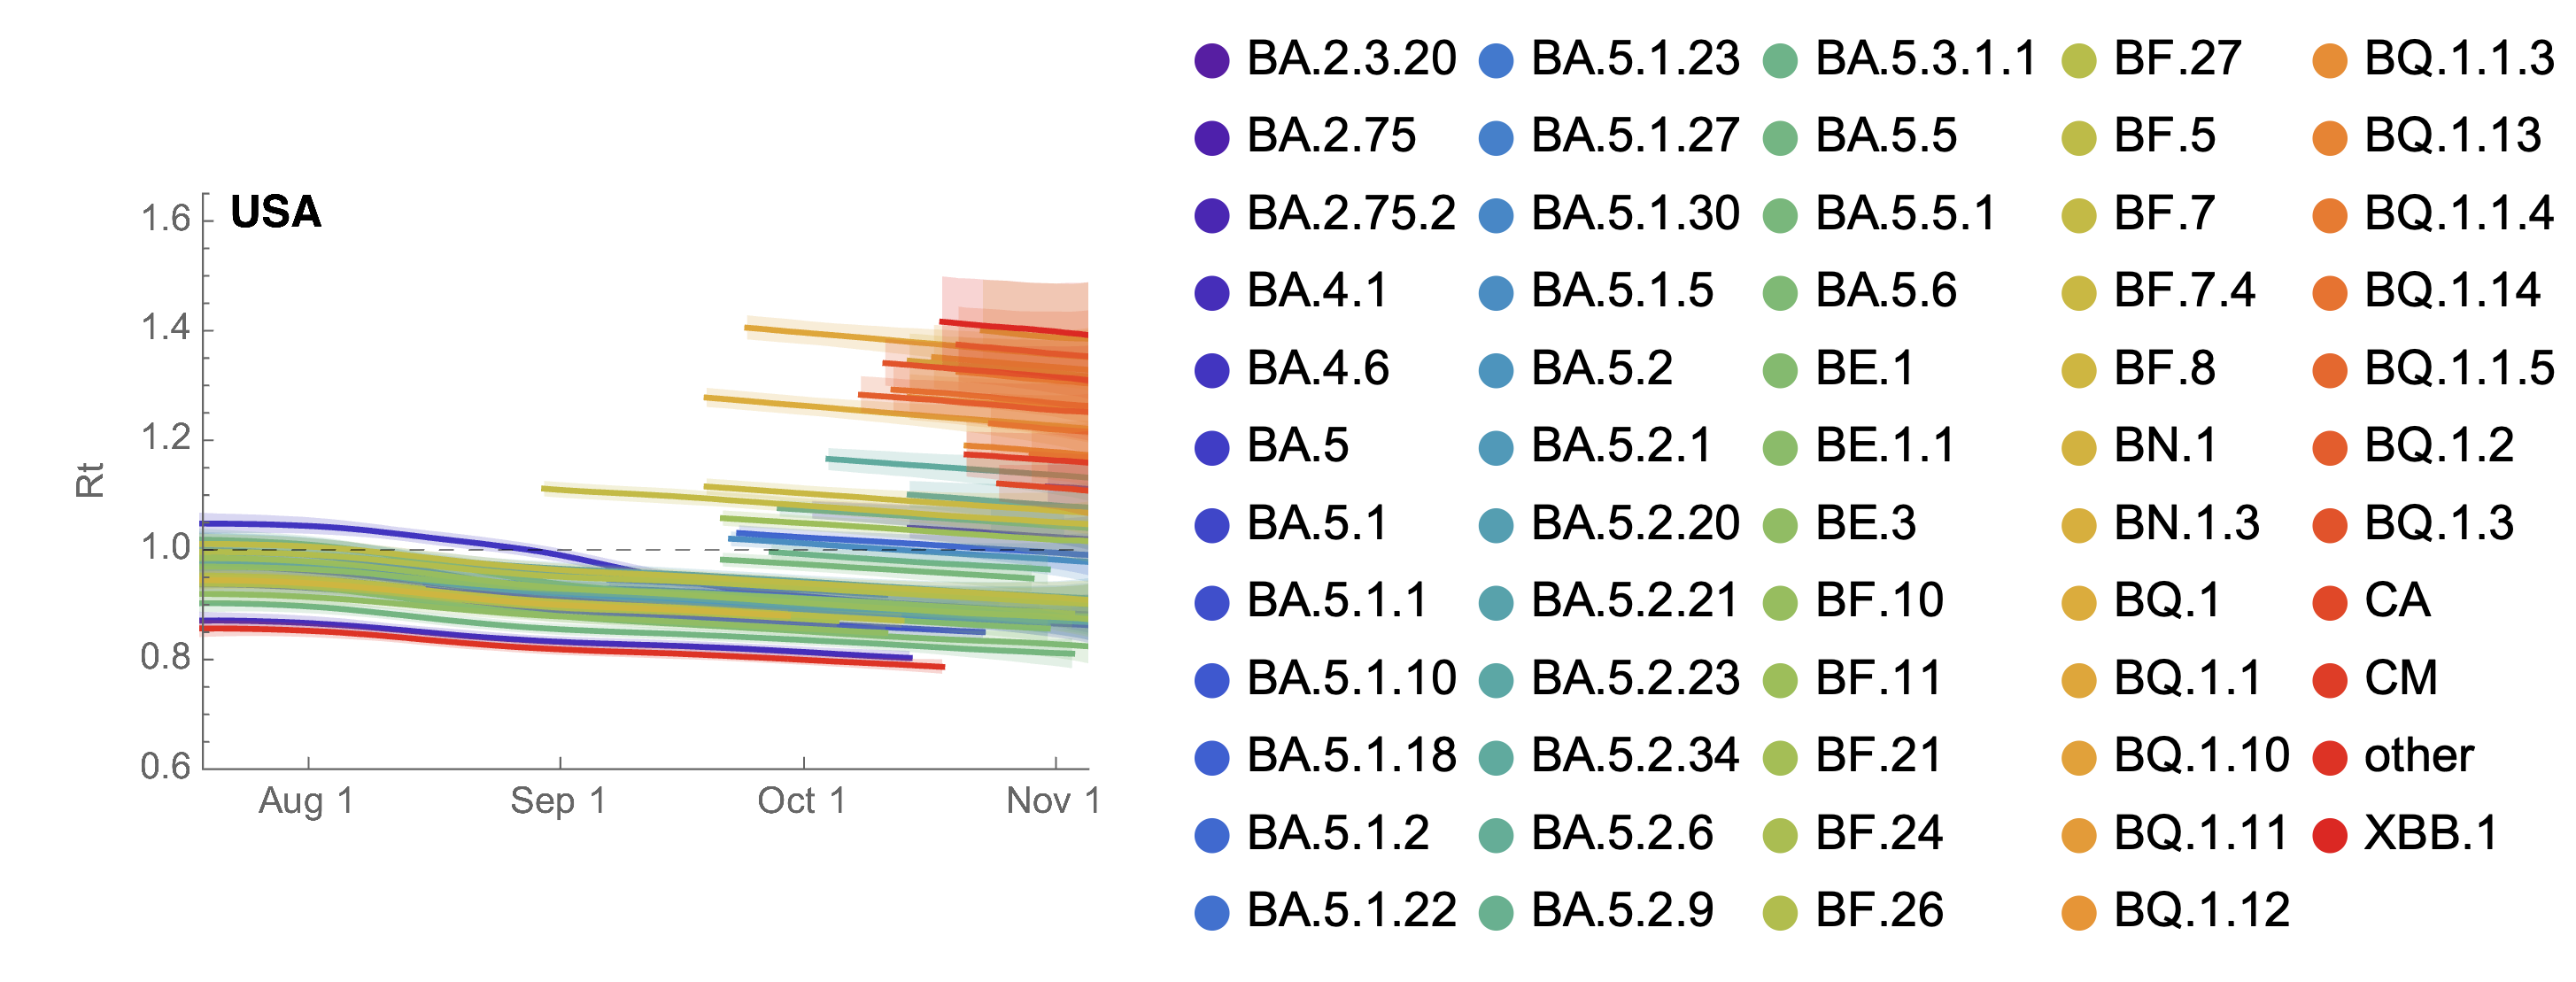 USA
1.6
1.4
1.2
1.0
0.8
0.6
Rt
Aug 1 Sep 1 Oct 1 Nov 1
BA.2.3.20 BA.5.1.23 BA.5.3.1.1 BF.27 BQ.1.1.3
BA.2.75 BA.5.1.27 BA.5.5 BF.5 BQ.1.13
BA.2.75.2 BA.5.1.30 BA.5.5.1 BF.7 BQ.1.1.4
BA.4.1 BA.5.1.5 BA.5.6 BF.7.4 BQ.1.14
BA.4.6 BA.5.2 BE.1 BF.8 BQ.1.1.5
BA.5 BA.5.2.1 BE.1.1 BN.1 BQ.1.2
BA.5.1 BA.5.2.20 BE.3 BN.1.3 BQ.1.3
BA.5.1.1 BA.5.2.21 BF.10 BQ.1 CA
BA.5.1.10 BA.5.2.23 BF.11 BQ.1.1 CM
BA.5.1.18 BA.5.2.34 BF.21 BQ.1.10 other
BA.5.1.2 BA.5.2.6 BF.24 BQ.1.11 XBB.1
BA.5.1.22 BA.5.2.9 BF.26 BQ.1.12